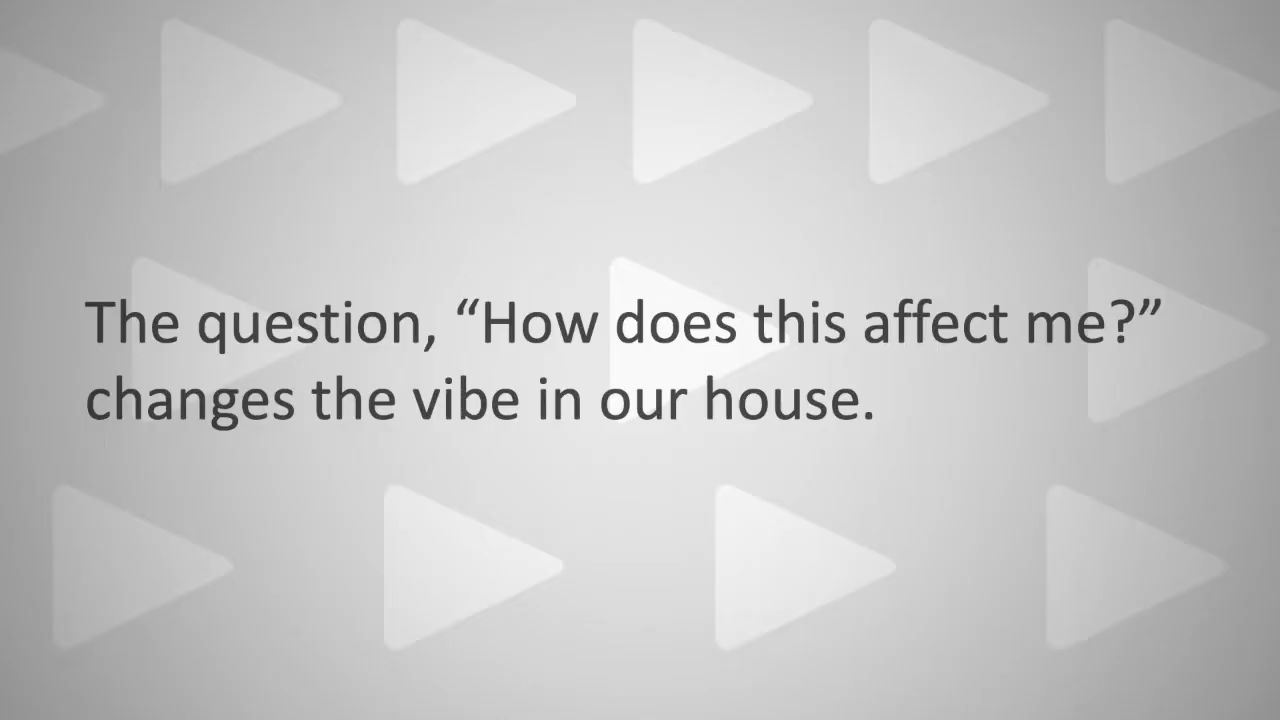 The question, “How does this affect me?”
changes the vibe in our house.